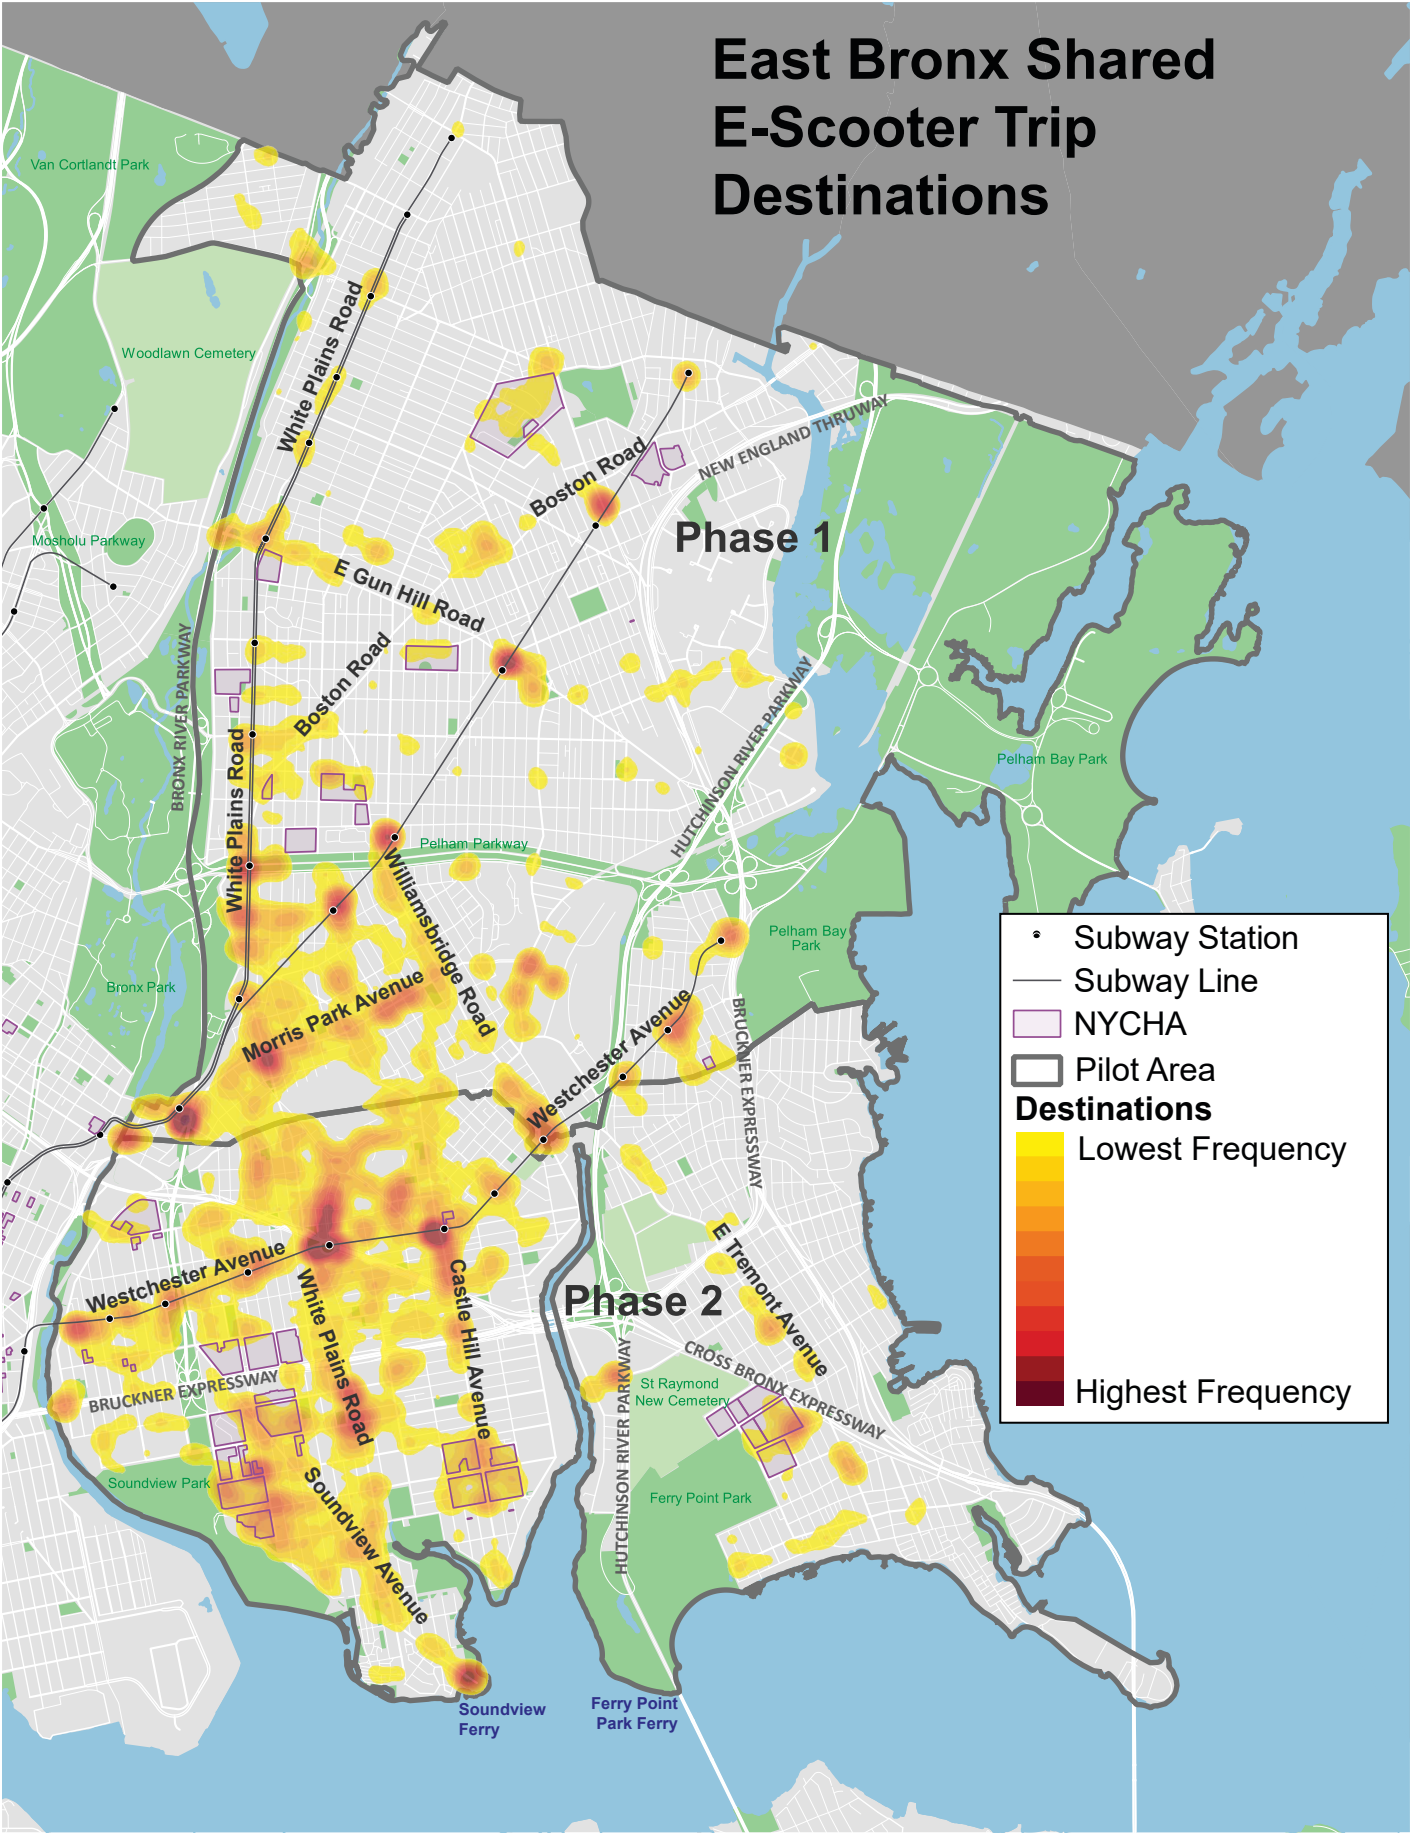 East Bronx Shared
E-Scooter Trip
Destinations
Van Cortlandt Park
White Plains Road
Woodlawn Cemetery
NEW ENGLAND THRUWAY
Boston Road
Phase 1
Mosholu Parkway
E Gun Hill Road
BRONX RIVER PARKWAY
Boston Road
HUTCHINSON RIVER PARKWAY
White Plains Road
Pelham Bay Park
Pelham Parkway
Williamsbridge Road
Pelham Bay
Park
Bronx Park
Morris Park Avenue
Westchester Avenue
BRUCKNER EXPRESSWAY
Subway Station
Subway Line
NYCHA
Pilot Area
Destinations
Lowest Frequency
Highest Frequency
E Tremont Avenue
Westchester Avenue
White Plains Road
Castle Hill Avenue
Phase 2
CROSS BRONX EXPRESSWAY
HUTCHINSON RIVER PARKWAY
St Raymond
New Cemetery
BRUCKNER EXPRESSWAY
Soundview Park
Soundview Avenue
Ferry Point Park
Soundview
Ferry
Ferry Point
Park Ferry